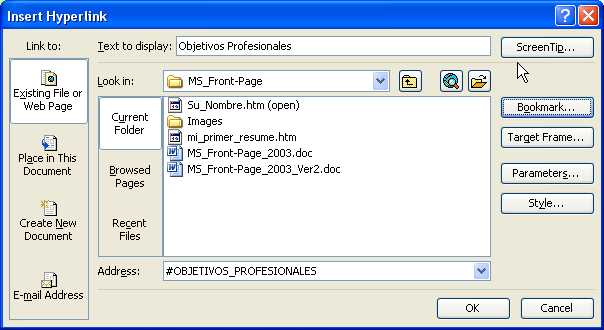 Insert Hyperlink
Link to:
Text to display: Objetivos Profesionales
ScreenTip...
Existing File or
Web Page
Look in: MS_Front-Page
Place in This
Document
Create New
Document
E-mail Address
Current
Folder
Browsed
Pages
Recent
Files
Su_Nombre.htm (open)
Images
mi_primer_resume.htm
MS_Front-Page_2003.doc
MS_Front-Page_2003_Ver2.doc
Bookmark...
Target Frame...
Parameters...
Style...
Address: #OBJETIVOS_PROFESIONALES
OK Cancel